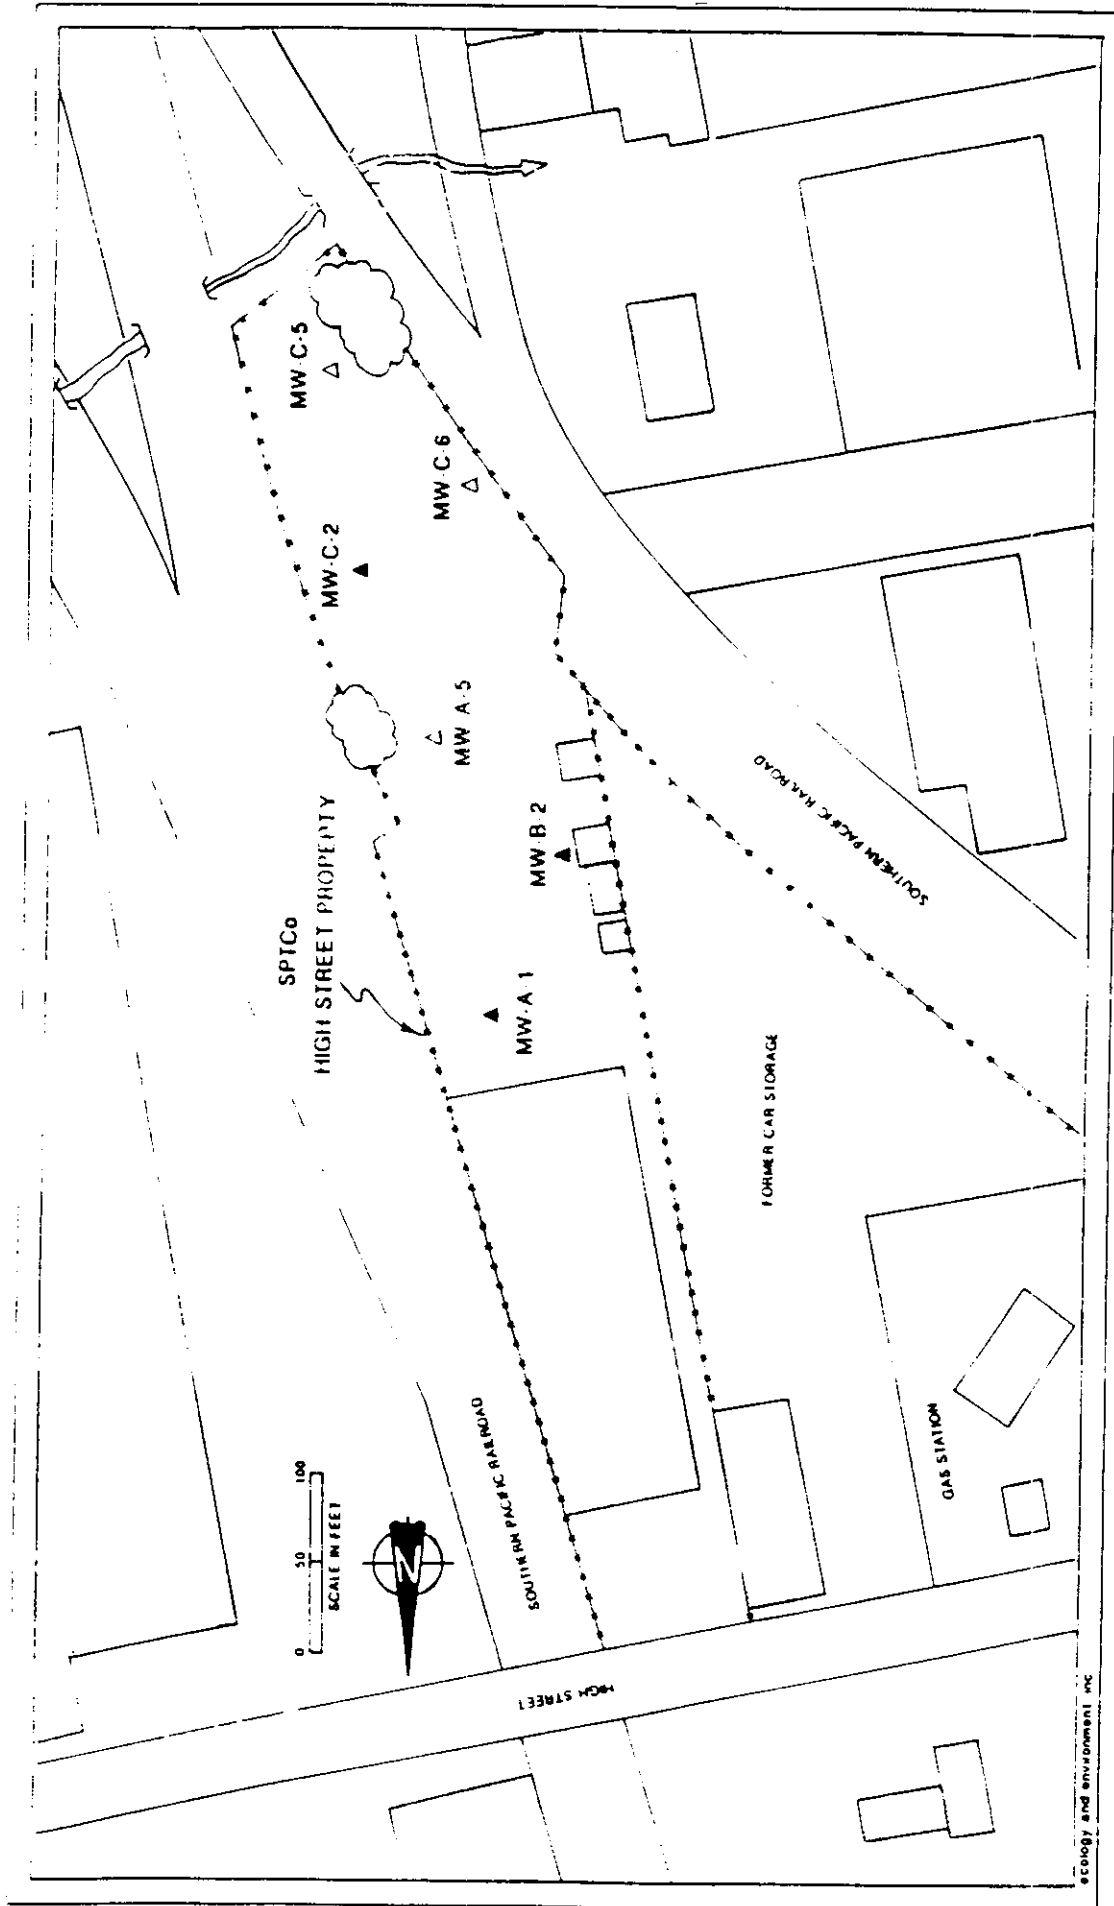 MW-C-5
MW-C-6
MW-C-2
MW A-5
MW-B-2
MW-A-1
SPTCo
HIGH STREET PROPERTY
SOUTHERN PACIFIC RAILROAD
FORMER CAR STORAGE
SOUTHERN PACIFIC RAILROAD
GAS STATION
0 50 100
SCALE IN FEET
N
HIGH STREET
ecology and environment inc